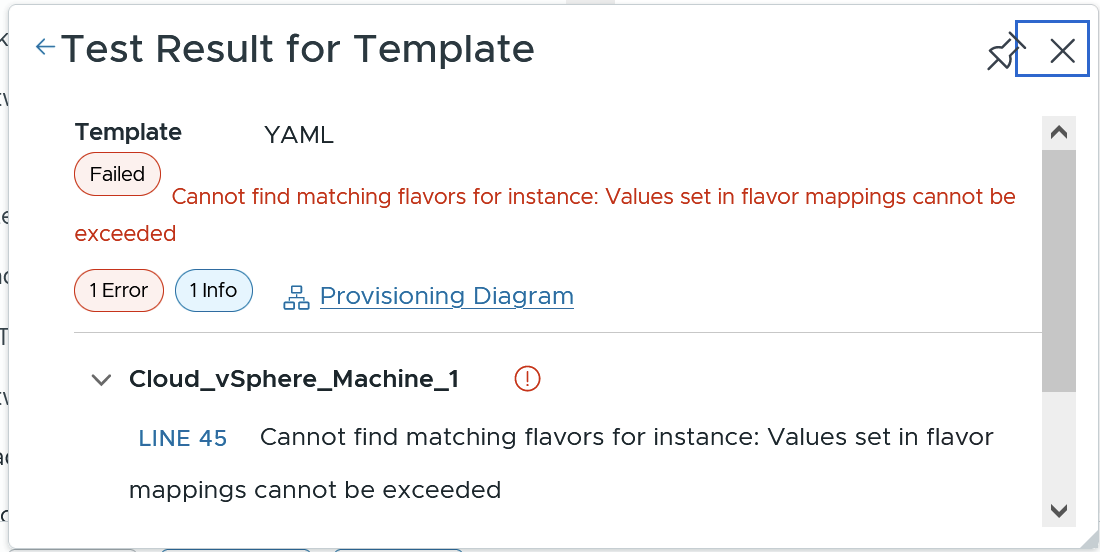 Test Result for Template
Template YAML
Failed
Cannot find matching flavors for instance: Values set in flavor mappings cannot be
exceeded
1 Error 1 Info Provisioning Diagram
Cloud_vSphere_Machine_1
LINE 45 Cannot find matching flavors for instance: Values set in flavor
mappings cannot be exceeded